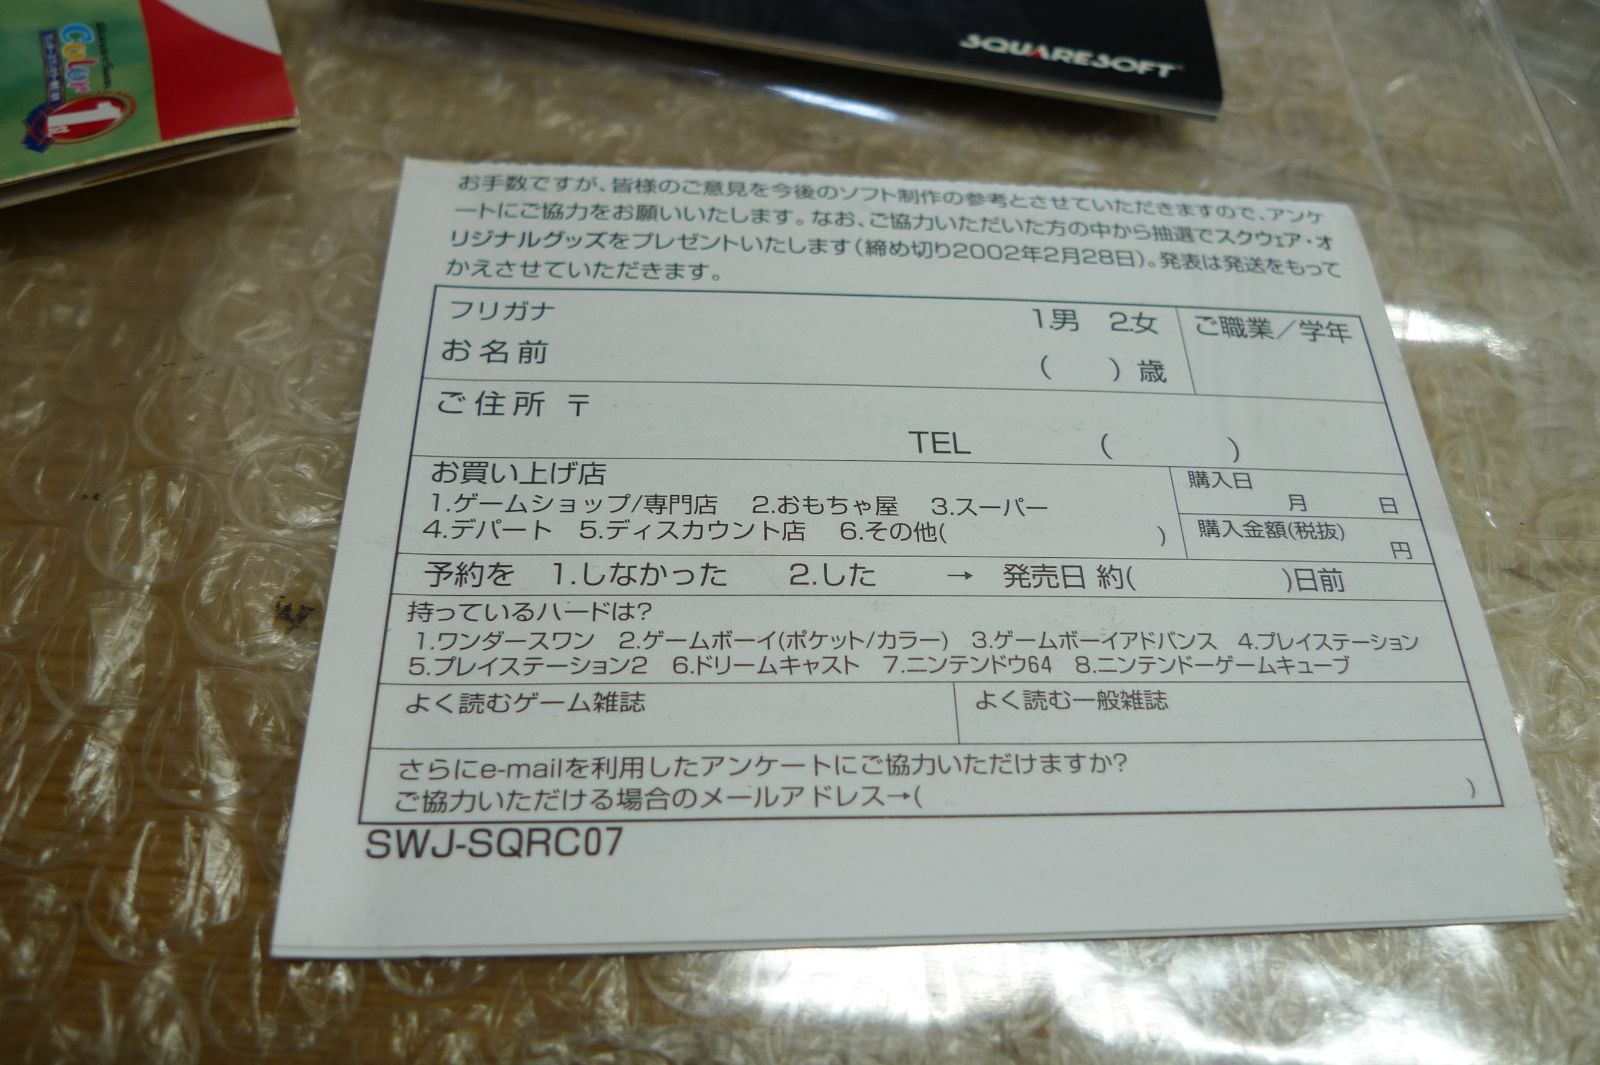 SQUARESOFT
Color
1st
お手数ですが、皆様のご意見を今後のソフト制作の参考とさせていただきますので、アンケ
ートにご協力をお願いいたします。なお、ご協力いただいた方の中から抽選でスクウェア・オ
リジナルグッズをプレゼントいたします(締め切り2002年2月28日)。発表は発送をもって
かえさせていただきます。
フリガナ 1.男 2.女 ご職業／学年
お名前 ( )歳
ご住所 〒
TEL ( )
お買い上げ店 購入日
1.ゲームショップ/専門店 2.おもちゃ屋 3.スーパー 月 日
4.デパート 5.ディスカウント店 6.その他( ) 購入金額(税抜)
円
予約を 1.しなかった 2.した → 発売日 約( )日前
持っているハードは?
1.ワンダースワン 2.ゲームボーイ(ポケット/カラー) 3.ゲームボーイアドバンス 4.プレイステーション
5.プレイステーション2 6.ドリームキャスト 7.ニンテンドウ64 8.ニンテンドーゲームキューブ
よく読むゲーム雑誌 よく読む一般雑誌
さらにe-mailを利用したアンケートにご協力いただけますか?
ご協力いただける場合のメールアドレス→( )
SWJ-SQRC07